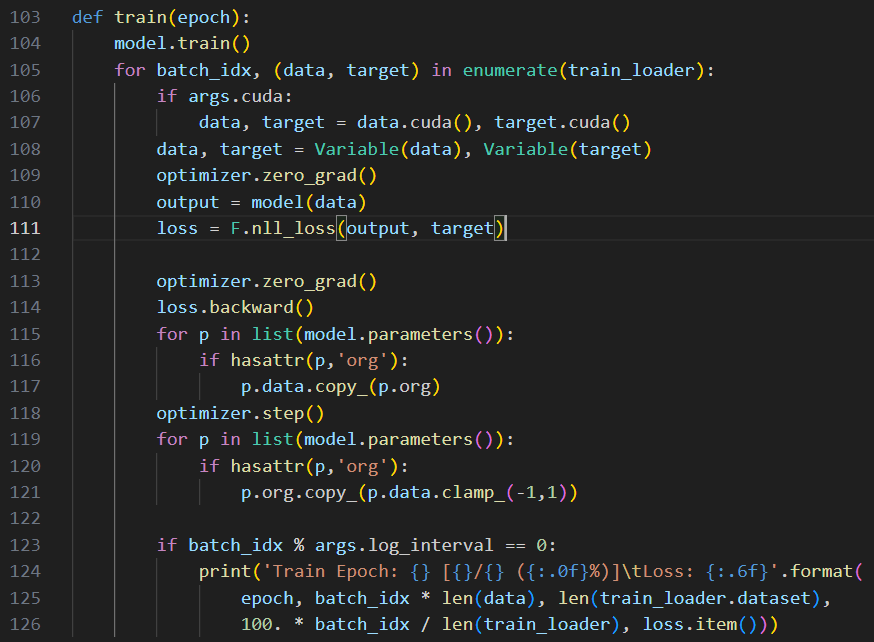 103 def train(epoch):
104     model.train()
105     for batch_idx, (data, target) in enumerate(train_loader):
106         if args.cuda:
107             data, target = data.cuda(), target.cuda()
108         data, target = Variable(data), Variable(target)
109         optimizer.zero_grad()
110         output = model(data)
111         loss = F.nll_loss(output, target)
112
113         optimizer.zero_grad()
114         loss.backward()
115         for p in list(model.parameters()):
116             if hasattr(p,'org'):
117                 p.data.copy_(p.org)
118         optimizer.step()
119         for p in list(model.parameters()):
120             if hasattr(p,'org'):
121                 p.org.copy_(p.data.clamp_(-1,1))
122
123         if batch_idx % args.log_interval == 0:
124             print('Train Epoch: {} [{}/{} ({:.0f}%)]\tLoss: {:.6f}'.format(
125                 epoch, batch_idx * len(data), len(train_loader.dataset),
126                 100. * batch_idx / len(train_loader), loss.item()))